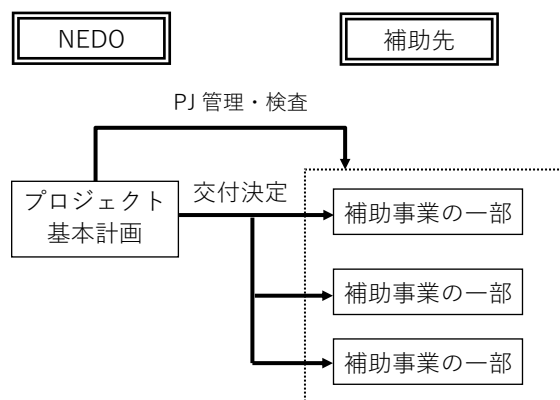 NEDO
補助先
PJ 管理・検査
プロジェクト
基本計画
交付決定
補助事業の一部
補助事業の一部
補助事業の一部